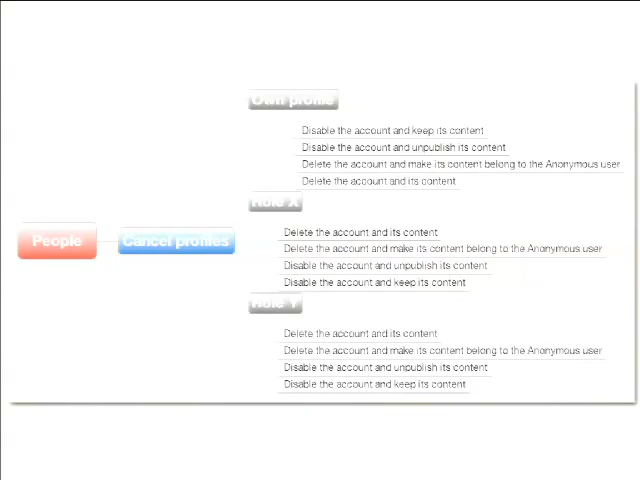 Own profile
Disable the account and keep its content
Disable the account and unpublish its content
Delete the account and make its content belong to the Anonymous user
Delete the account and its content
Role X
People
Cancel profiles
Delete the account and its content
Delete the account and make its content belong to the Anonymous user
Disable the account and unpublish its content
Disable the account and keep its content
Role Y
Delete the account and its content
Delete the account and make its content belong to the Anonymous user
Disable the account and unpublish its content
Disable the account and keep its content